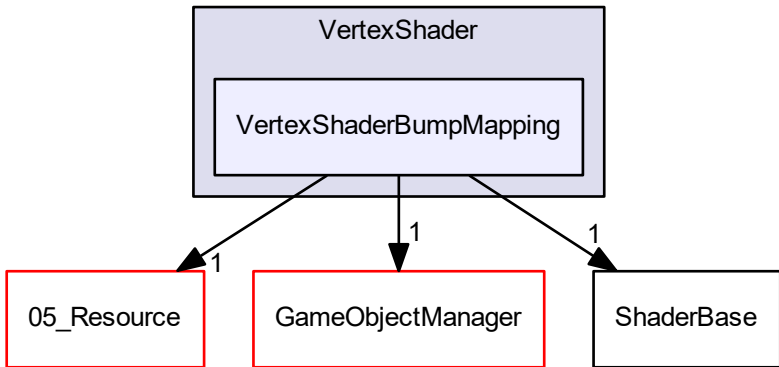 VertexShader
VertexShaderBumpMapping
1
1
1
05_Resource
GameObjectManager
ShaderBase